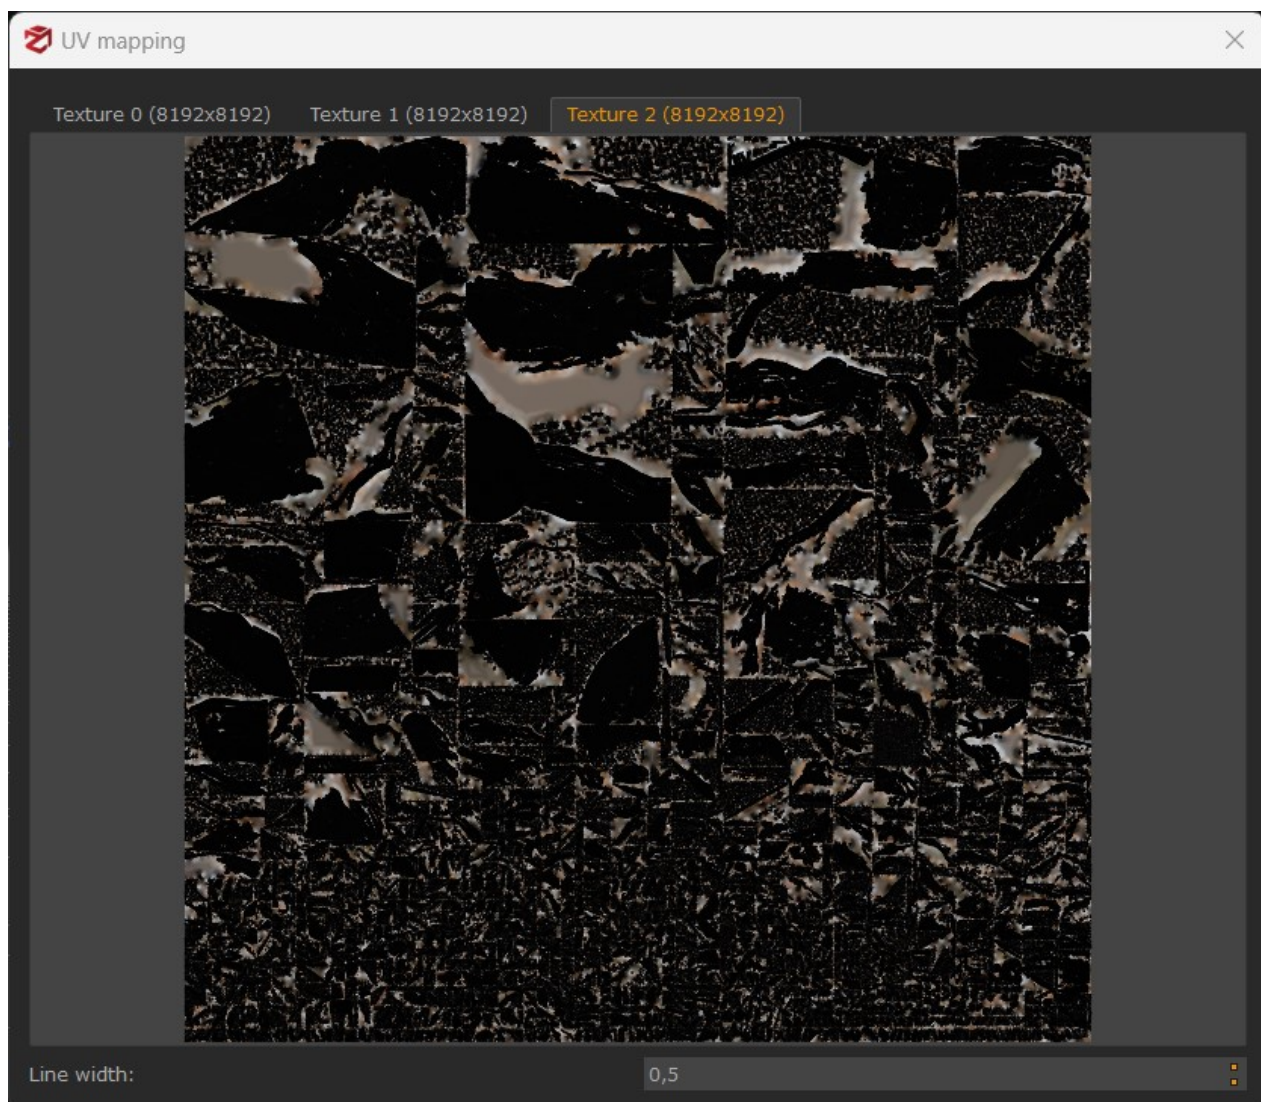 UV mapping
Texture 0 (8192x8192) Texture 1 (8192x8192) Texture 2 (8192x8192)
Line width: 0,5